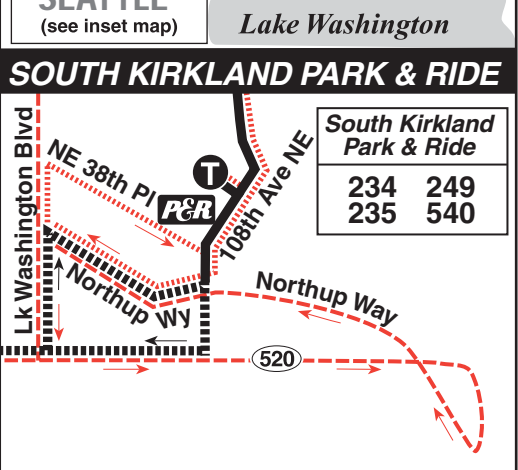 SEATTLE
(see inset map)
Lake Washington
SOUTH KIRKLAND PARK & RIDE
Lk Washington Blvd
NE 38th Pl
T
P&R
108th Ave NE
South Kirkland
Park & Ride
234 249
235 540
Northup Wy
Northup Way
520